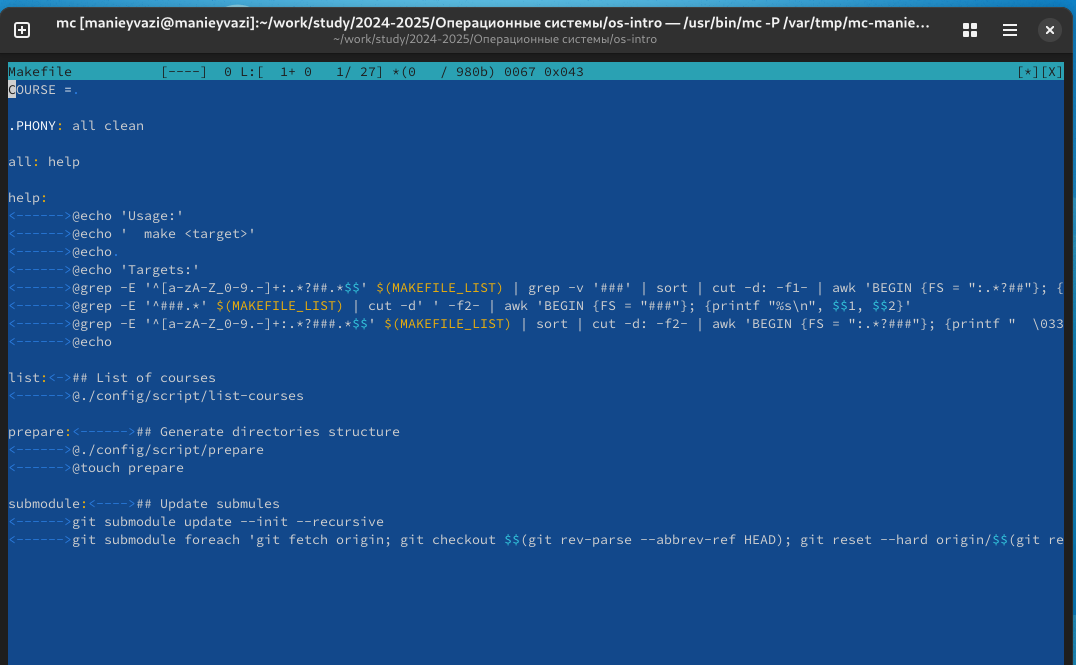 mc [manieyvazi@manieyvazi]:~/work/study/2024-2025/Операционные системы/os-intro — /usr/bin/mc -P /var/tmp/mc-manie…
~/work/study/2024-2025/Операционные системы/os-intro
Makefile [----] 0 L:[ 1+ 0 1/ 27] *(0 / 980b) 0067 0x043 [*][X]
COURSE =.
.PHONY: all clean
all: help
help:
<------>@echo 'Usage:'
<------>@echo '  make <target>'
<------>@echo.
<------>@echo 'Targets:'
<------>@grep -E '^[a-zA-Z_0-9.-]+:.*?##.*$$' $(MAKEFILE_LIST) | grep -v '###' | sort | cut -d: -f1- | awk 'BEGIN {FS = ":.*?##"}; {
<------>@grep -E '^###.*' $(MAKEFILE_LIST) | cut -d' ' -f2- | awk 'BEGIN {FS = "###"}; {printf "%s\n", $$1, $$2}'
<------>@grep -E '^[a-zA-Z_0-9.-]+:.*?###.*$$' $(MAKEFILE_LIST) | sort | cut -d: -f2- | awk 'BEGIN {FS = ":.*?###"}; {printf "  \033
<------>@echo
list:<->## List of courses
<------>@./config/script/list-courses
prepare:<------>## Generate directories structure
<------>@./config/script/prepare
<------>@touch prepare
submodule:<---->## Update submules
<------>git submodule update --init --recursive
<------>git submodule foreach 'git fetch origin; git checkout $$(git rev-parse --abbrev-ref HEAD); git reset --hard origin/$$(git re